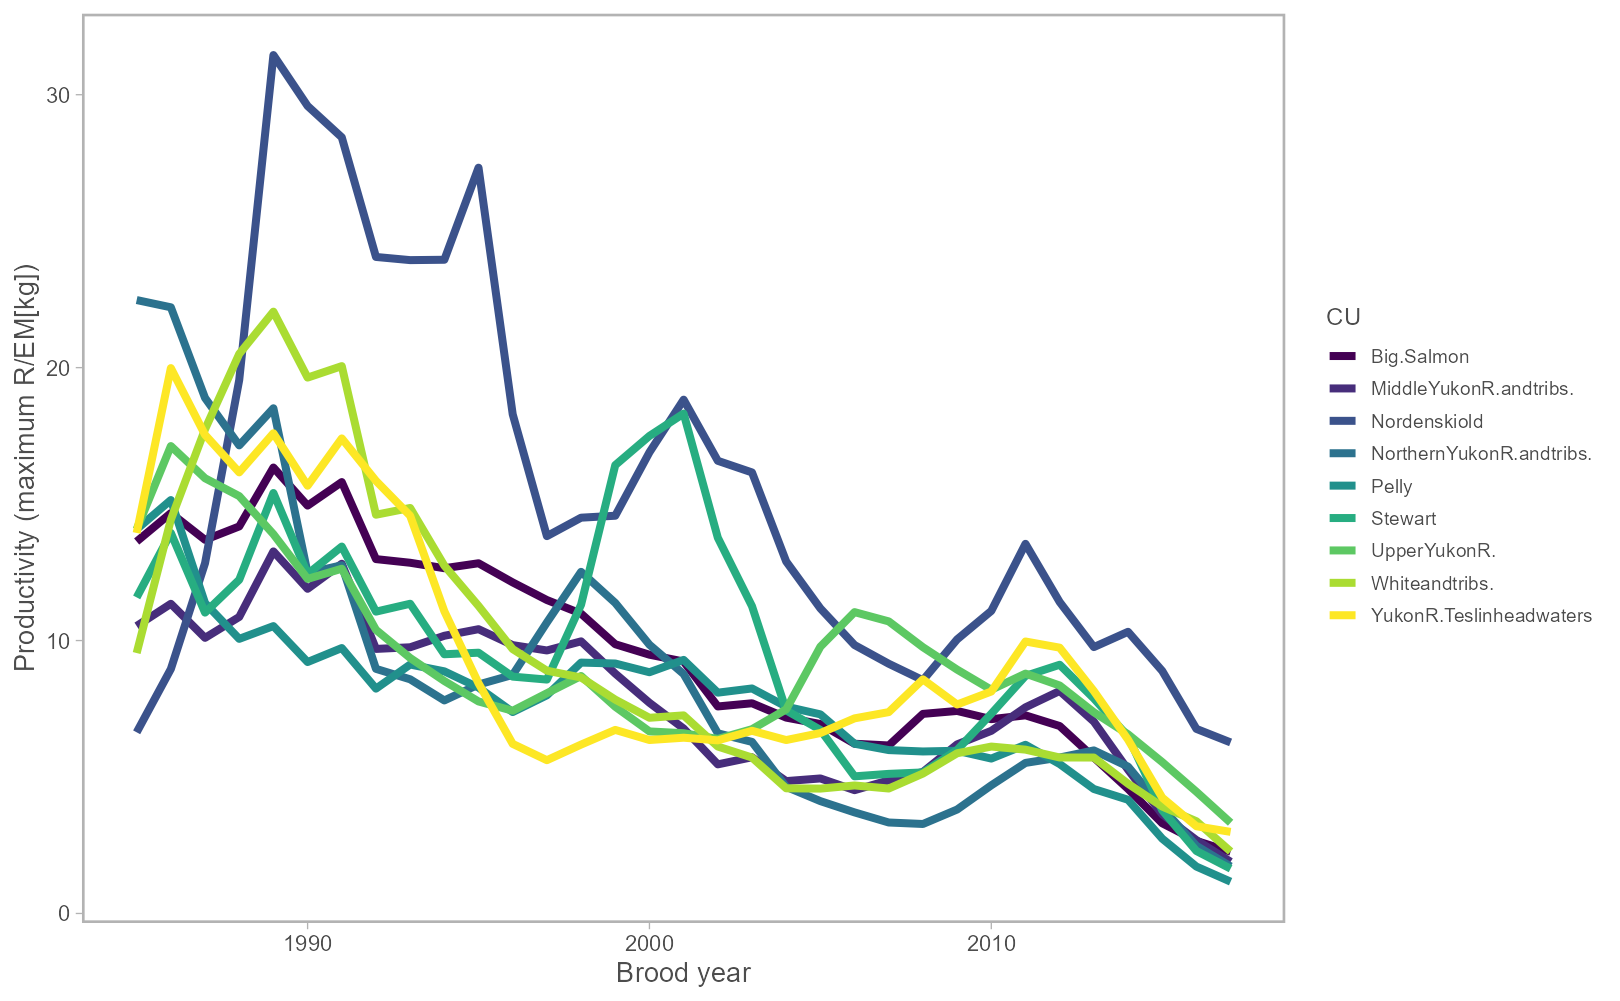 Productivity (maximum R/EM[kg])
30
20
10
0
1990
2000
2010
Brood year
CU
Big.Salmon
MiddleYukonR.andtribs.
Nordenskiold
NorthernYukonR.andtribs.
Pelly
Stewart
UpperYukonR.
Whiteandtribs.
YukonR.Teslinheadwaters